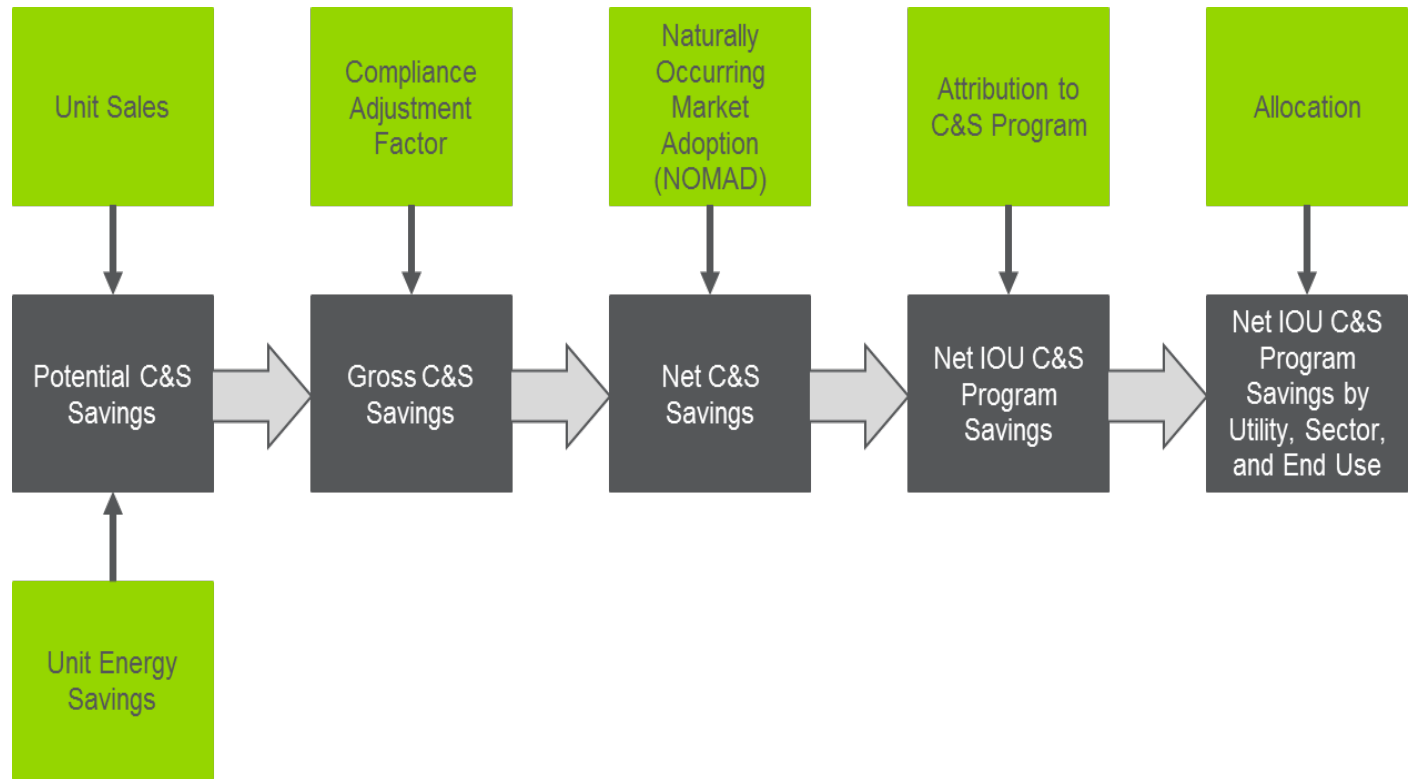 Unit Sales
Compliance
Adjustment
Factor
Naturally
Occurring
Market
Adoption
(NOMAD)
Attribution to
C&S Program
Allocation
Potential C&S
Savings
Gross C&S
Savings
Net C&S
Savings
Net IOU C&S
Program
Savings
Net IOU C&S
Program
Savings by
Utility, Sector,
and End Use
Unit Energy
Savings